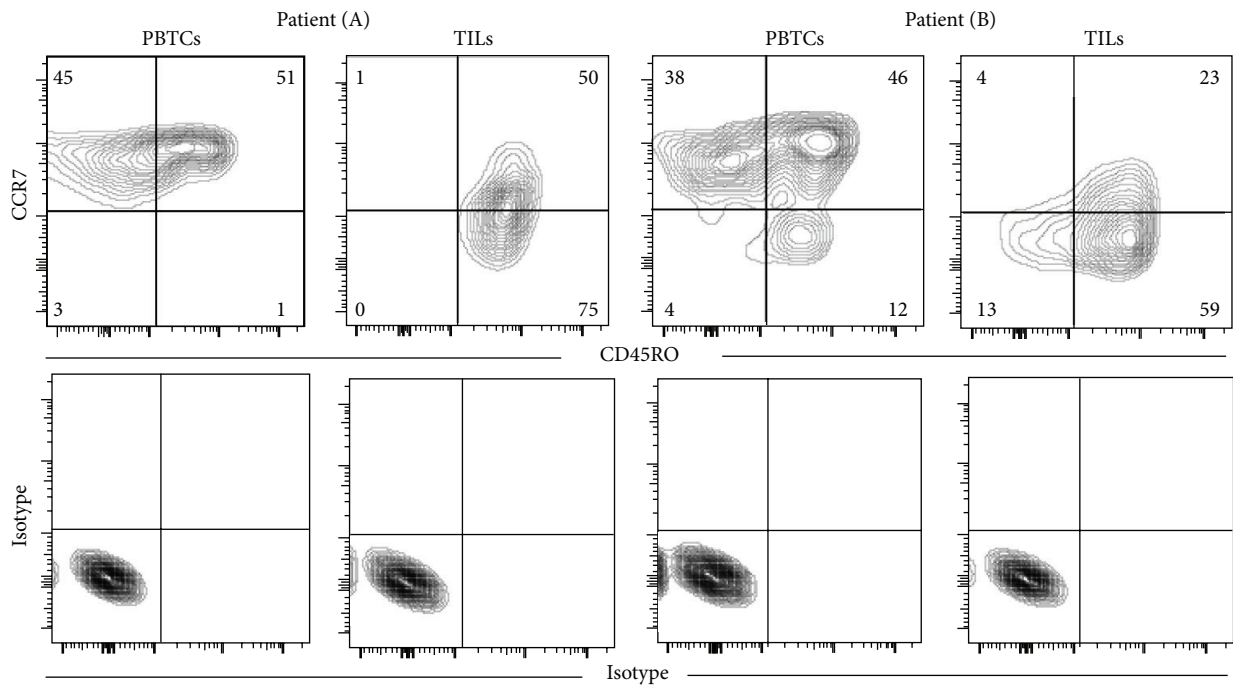 Patient (A) Patient (B)
PBTCs TILs PBTCs TILs
45 51 1 50 38 46 4 23
CCR7
3 1 0 75 4 12 13 59
CD45RO
Isotype
Isotype